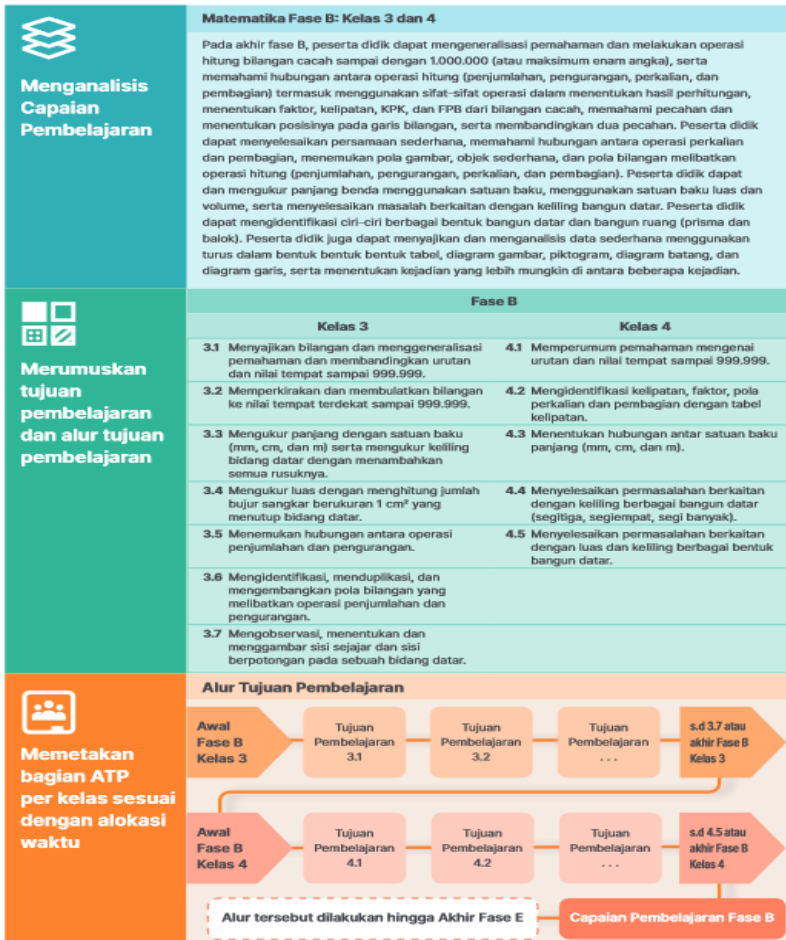 Menganalisis
Capaian
Pembelajaran
Matematika Fase B: Kelas 3 dan 4
Pada akhir fase B, peserta didik dapat mengeneralisasi pemahaman dan melakukan operasi
hitung bilangan cacah sampai dengan 1.000.000 (atau maksimum enam angka), serta
memahami hubungan antara operasi hitung (penjumlahan, pengurangan, perkalian, dan
pembagian) termasuk menggunakan sifat-sifat operasi dalam menentukan hasil perhitungan,
menentukan faktor, kelipatan, KPK, dan FPB dari bilangan cacah, memahami pecahan dan
menentukan posisinya pada garis bilangan, serta membandingkan dua pecahan. Peserta didik
dapat menyelesaikan persamaan sederhana, memahami hubungan antara operasi perkalian
dan pembagian, menemukan pola gambar, objek sederhana, dan pola bilangan melibatkan
operasi hitung (penjumlahan, pengurangan, perkalian, dan pembagian). Peserta didik dapat
dan mengukur panjang benda menggunakan satuan baku, menggunakan satuan baku luas dan
volume, serta menyelesaikan masalah berkaitan dengan keliling bangun datar. Peserta didik
dapat mengidentifikasi ciri-ciri berbagai bentuk bangun datar dan bangun ruang (prisma dan
balok). Peserta didik juga dapat menyajikan dan menganalisis data sederhana menggunakan
turus dalam bentuk bentuk bentuk tabel, diagram gambar, piktogram, diagram batang, dan
diagram garis, serta menentukan kejadian yang lebih mungkin di antara beberapa kejadian.
Merumuskan
tujuan
pembelajaran
dan alur tujuan
pembelajaran
Fase B
Kelas 3
Kelas 4
3.1 Menyajikan bilangan dan menggeneralisasi
pemahaman dan membandingkan urutan
dan nilai tempat sampai 999.999.
4.1 Memperumum pemahaman mengenai
urutan dan nilai tempat sampai 999.999.
3.2 Memperkirakan dan membulatkan bilangan
ke nilai tempat terdekat sampai 999.999.
4.2 Mengidentifikasi kelipatan, faktor, pola
perkalian dan pembagian dengan tabel
kelipatan.
3.3 Mengukur panjang dengan satuan baku
(mm, cm, dan m) serta mengukur keliling
bidang datar dengan menambahkan
semua rusuknya.
4.3 Menentukan hubungan antar satuan baku
panjang (mm, cm, dan m).
3.4 Mengukur luas dengan menghitung jumlah
bujur sangkar berukuran 1 cm² yang
menutup bidang datar.
4.4 Menyelesaikan permasalahan berkaitan
dengan keliling berbagai bangun datar
(segitiga, segiempat, segi banyak).
3.5 Menemukan hubungan antara operasi
penjumlahan dan pengurangan.
4.5 Menyelesaikan permasalahan berkaitan
dengan luas dan keliling berbagai bentuk
bangun datar.
3.6 Mengidentifikasi, menduplikasi, dan
mengembangkan pola bilangan yang
melibatkan operasi penjumlahan dan
pengurangan.
3.7 Mengobservasi, menentukan dan
menggambar sisi sejajar dan sisi
berpotongan pada sebuah bidang datar.
Memetakan
bagian ATP
per kelas sesuai
dengan alokasi
waktu
Alur Tujuan Pembelajaran
Awal
Fase B
Kelas 3
Tujuan
Pembelajaran
3.1
Tujuan
Pembelajaran
3.2
Tujuan
Pembelajaran
...
s.d 3.7 atau
akhir Fase B
Kelas 3
Awal
Fase B
Kelas 4
Tujuan
Pembelajaran
4.1
Tujuan
Pembelajaran
4.2
Tujuan
Pembelajaran
...
s.d 4.5 atau
akhir Fase B
Kelas 4
Alur tersebut dilakukan hingga Akhir Fase E
Capaian Pembelajaran Fase B